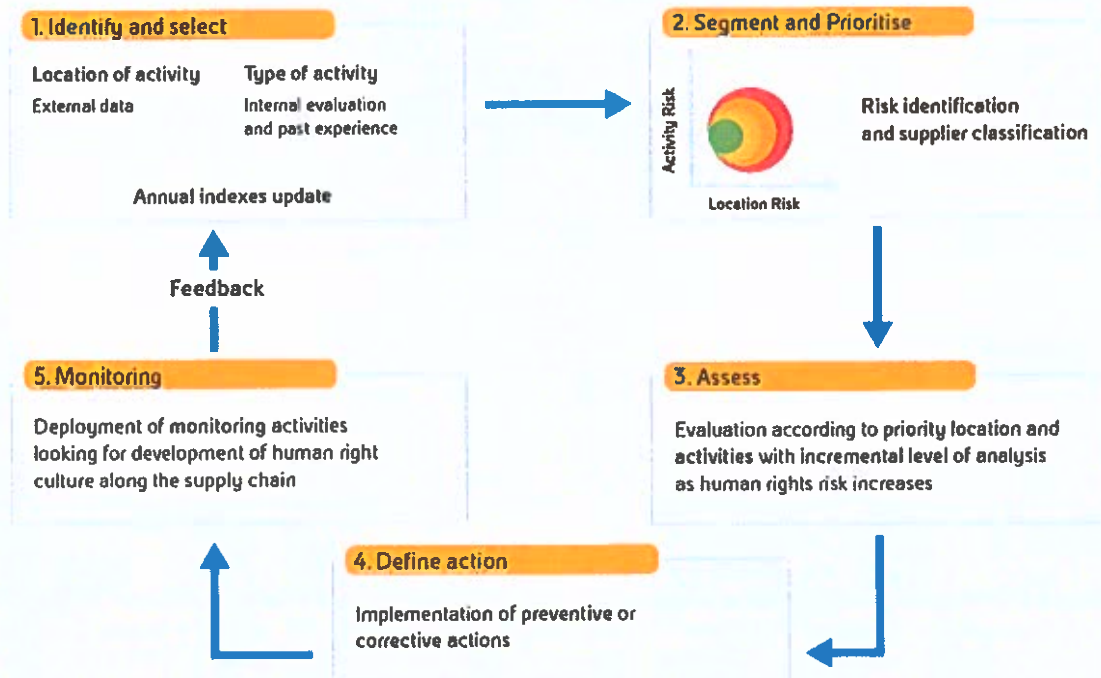 1. Identify and select
Location of activity
External data
Type of activity
Internal evaluation
and past experience
Annual indexes update
2. Segment and Prioritise
Activity Risk
Location Risk
Risk identification
and supplier classification
3. Assess
Evaluation according to priority location and
activities with incremental level of analysis
as human rights risk increases
4. Define action
Implementation of preventive or
corrective actions
5. Monitoring
Deployment of monitoring activities
looking for development of human right
culture along the supply chain
Feedback